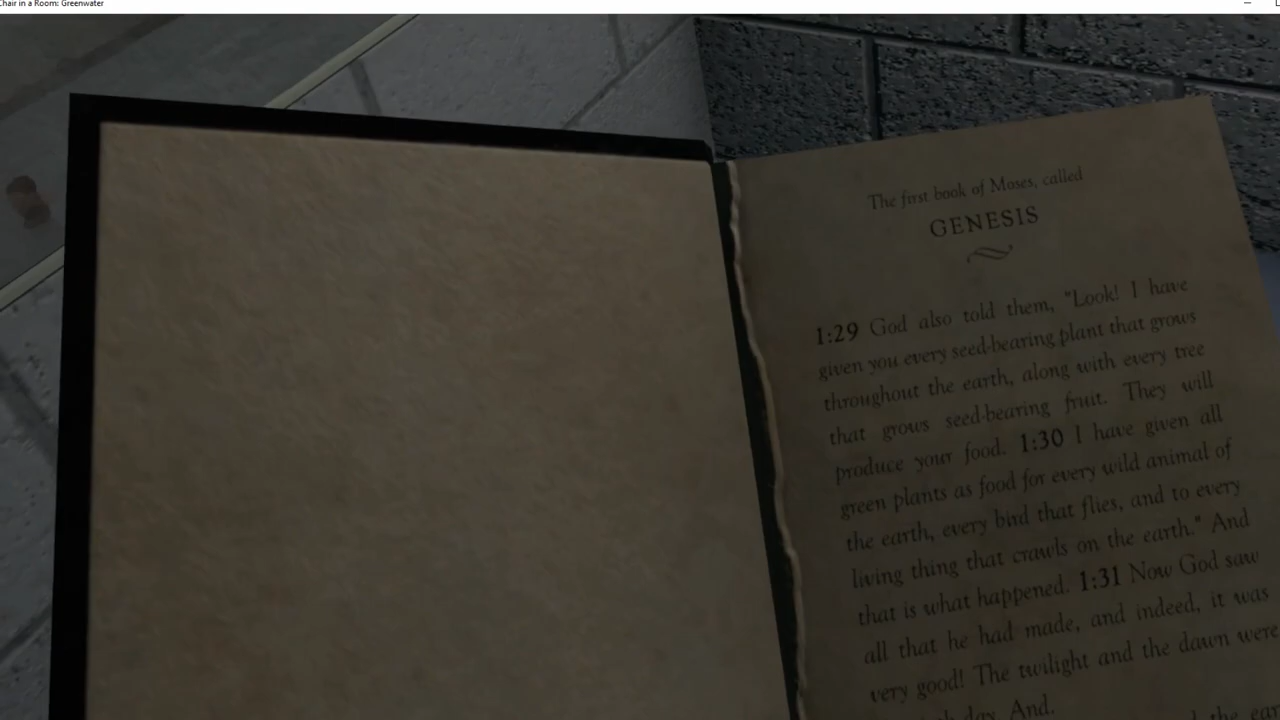 Chair in a Room: Greenwater
The first book of Moses, called
GENESIS
1:29 God also told them, "Look! I have
given you every seed-bearing plant that grows
throughout the earth, along with every tree
that grows seed-bearing fruit. They will
produce your food. 1:30 I have given all
green plants as food for every wild animal of
the earth, every bird that flies, and to every
living thing that crawls on the earth." And
that is what happened. 1:31 Now God saw
all that he had made, and indeed, it was
very good! The twilight and the dawn were
day. And.
the